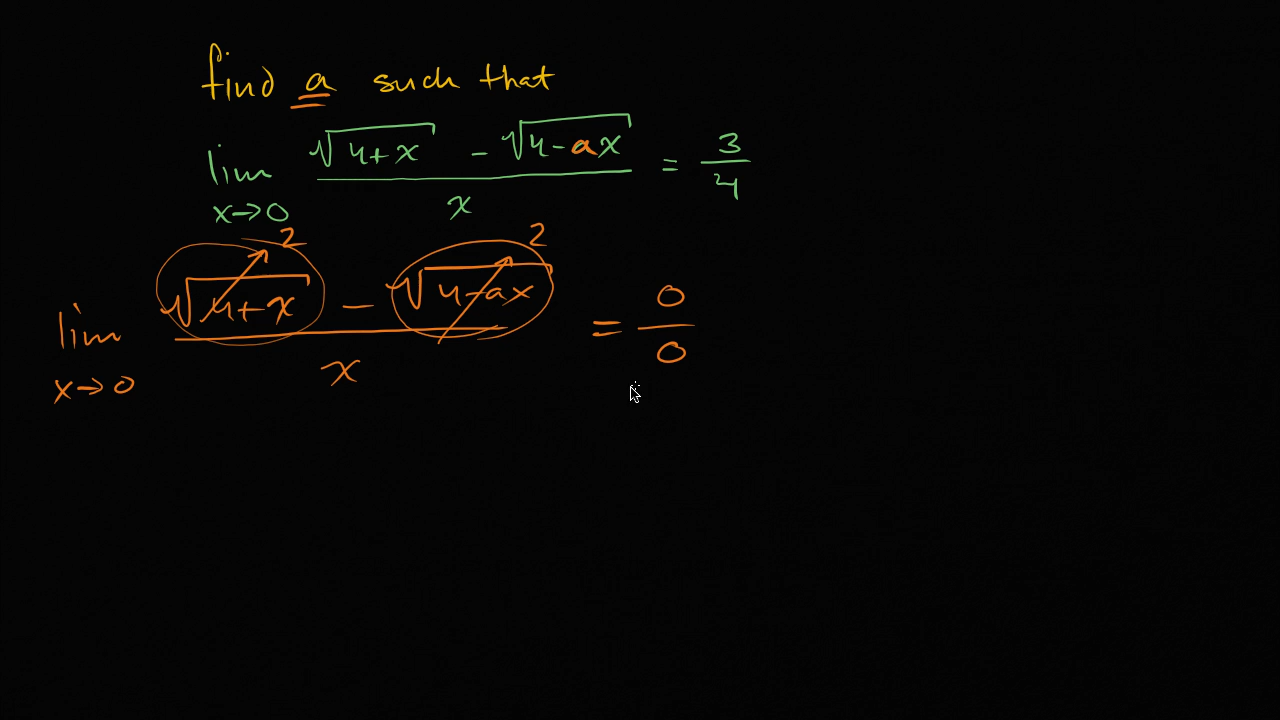 find a such that
lim x→0 (√(4+x) - √(4-ax)) / x = 3/4
lim x→0 (√(4+x) - √(4-ax)) / x = 0/0
2 2